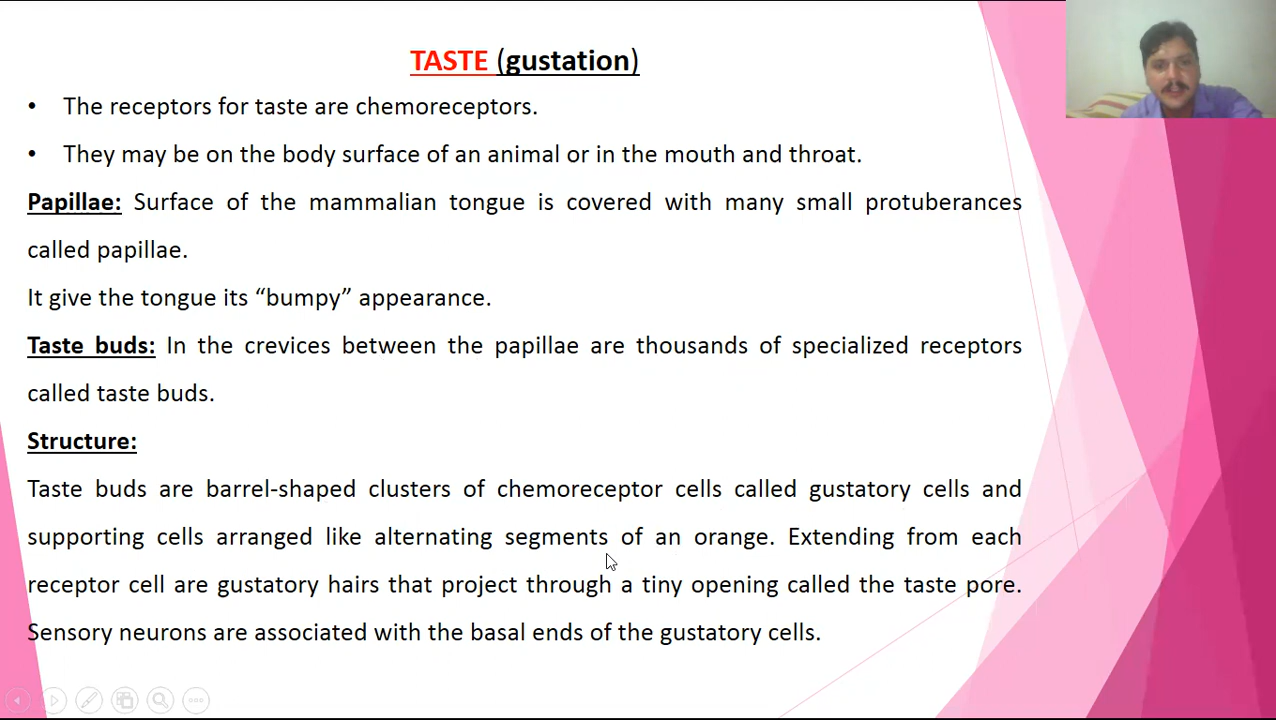 TASTE (gustation)
• The receptors for taste are chemoreceptors.
• They may be on the body surface of an animal or in the mouth and throat.
Papillae: Surface of the mammalian tongue is covered with many small protuberances
called papillae.
It give the tongue its “bumpy” appearance.
Taste buds: In the crevices between the papillae are thousands of specialized receptors
called taste buds.
Structure:
Taste buds are barrel-shaped clusters of chemoreceptor cells called gustatory cells and
supporting cells arranged like alternating segments of an orange. Extending from each
receptor cell are gustatory hairs that project through a tiny opening called the taste pore.
Sensory neurons are associated with the basal ends of the gustatory cells.